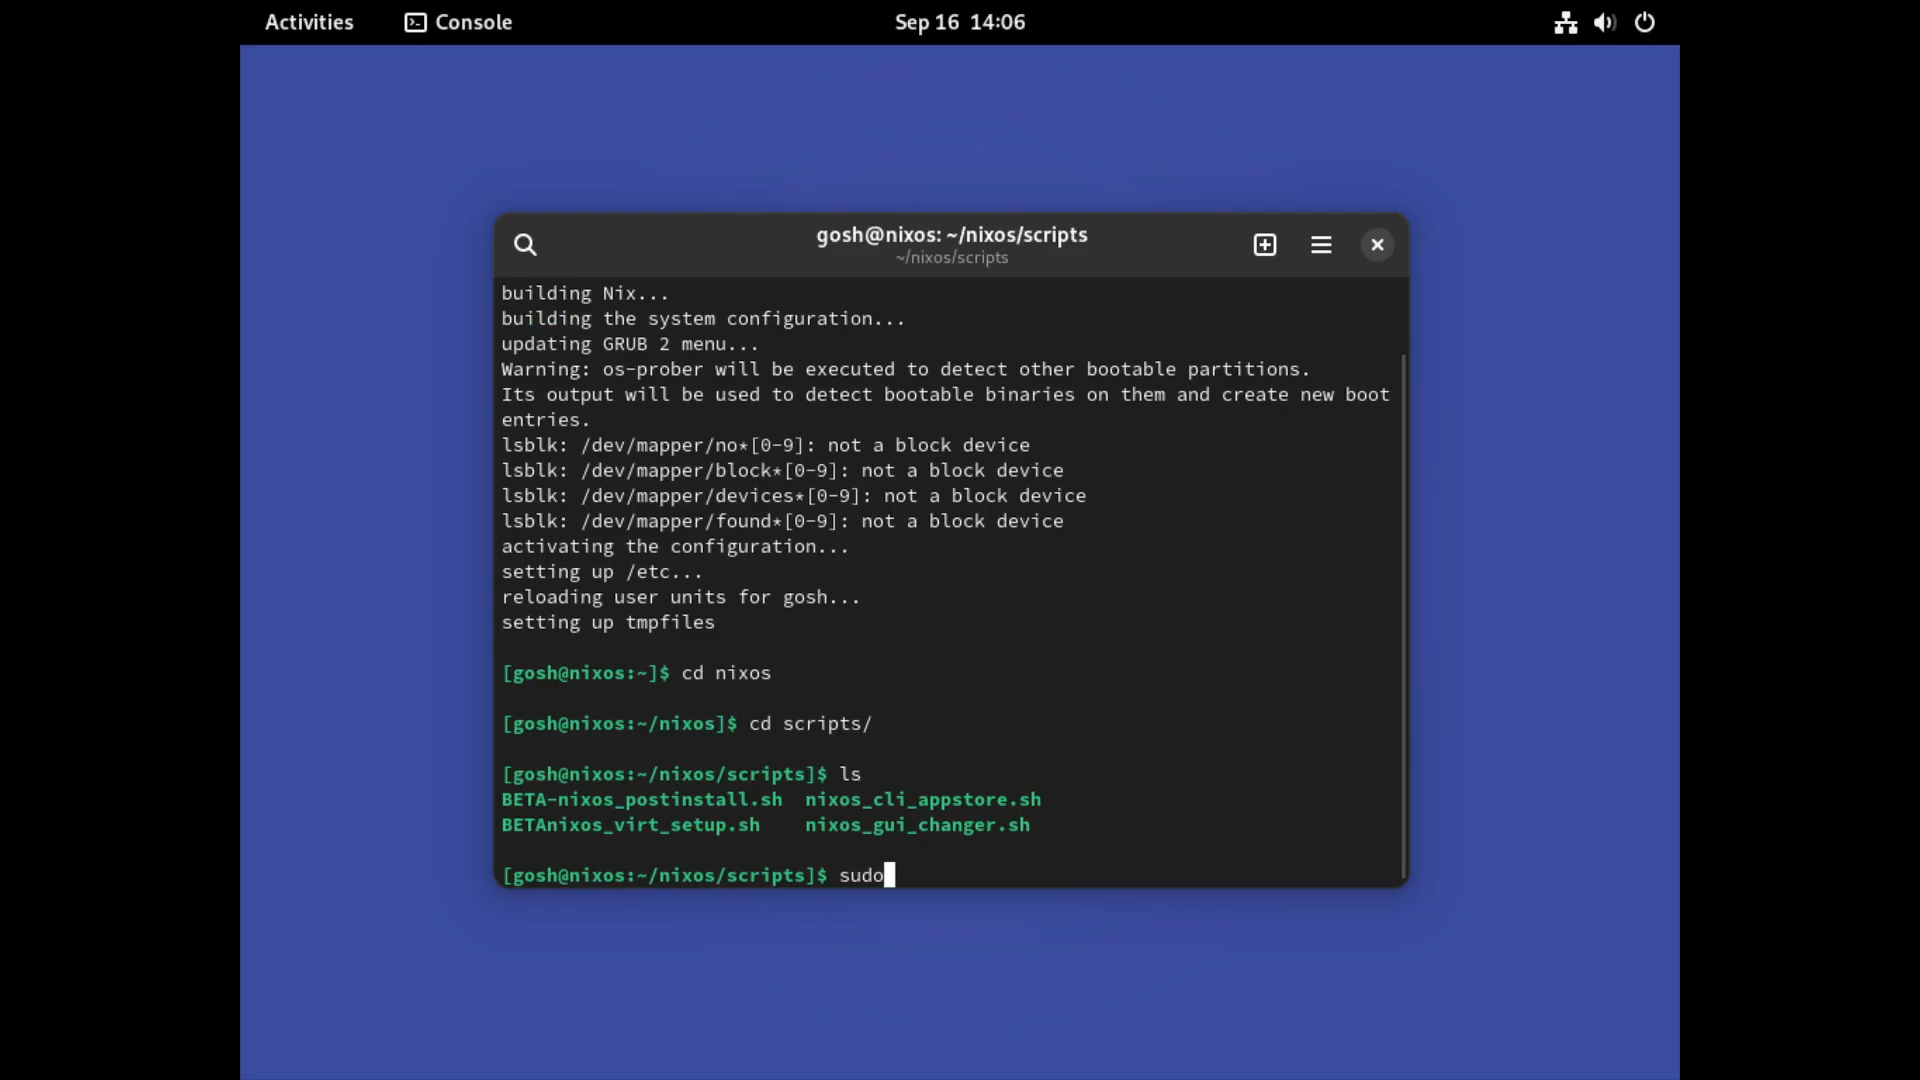 Activities Console Sep 16 14:06
gosh@nixos: ~/nixos/scripts
~/nixos/scripts
building Nix...
building the system configuration...
updating GRUB 2 menu...
Warning: os-prober will be executed to detect other bootable partitions.
Its output will be used to detect bootable binaries on them and create new boot
entries.
lsblk: /dev/mapper/no*[0-9]: not a block device
lsblk: /dev/mapper/block*[0-9]: not a block device
lsblk: /dev/mapper/devices*[0-9]: not a block device
lsblk: /dev/mapper/found*[0-9]: not a block device
activating the configuration...
setting up /etc...
reloading user units for gosh...
setting up tmpfiles
[gosh@nixos:~]$ cd nixos
[gosh@nixos:~/nixos]$ cd scripts/
[gosh@nixos:~/nixos/scripts]$ ls
BETA-nixos_postinstall.sh  nixos_cli_appstore.sh
BETAnixos_virt_setup.sh    nixos_gui_changer.sh
[gosh@nixos:~/nixos/scripts]$ sudo